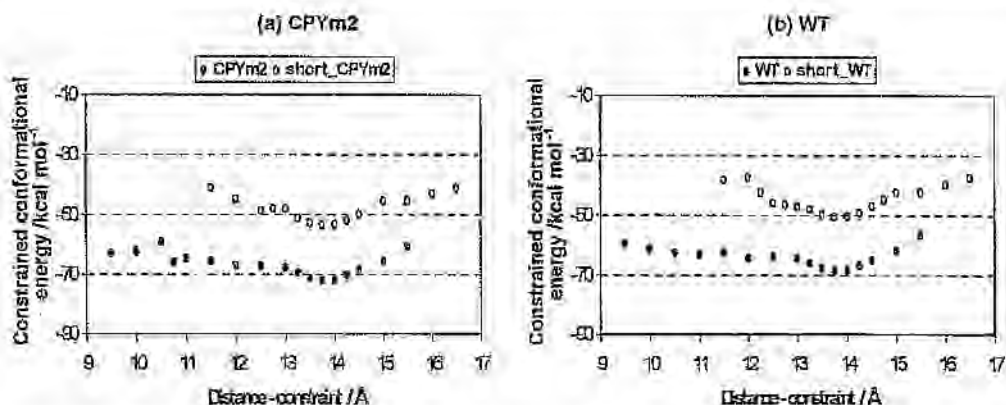 (a) CPYm2
CPYm2 o short_CPYm2
Constrained conformational
energy /kcal mol⁻¹
-10
-30
-50
-70
-90
9 10 11 12 13 14 15 16 17
Distance-constraint /Å
(b) WT
WT o short_WT
Constrained conformational
energy /kcal mol⁻¹
-10
-30
-50
-70
-90
9 10 11 12 13 14 15 16 17
Distance-constraint /Å